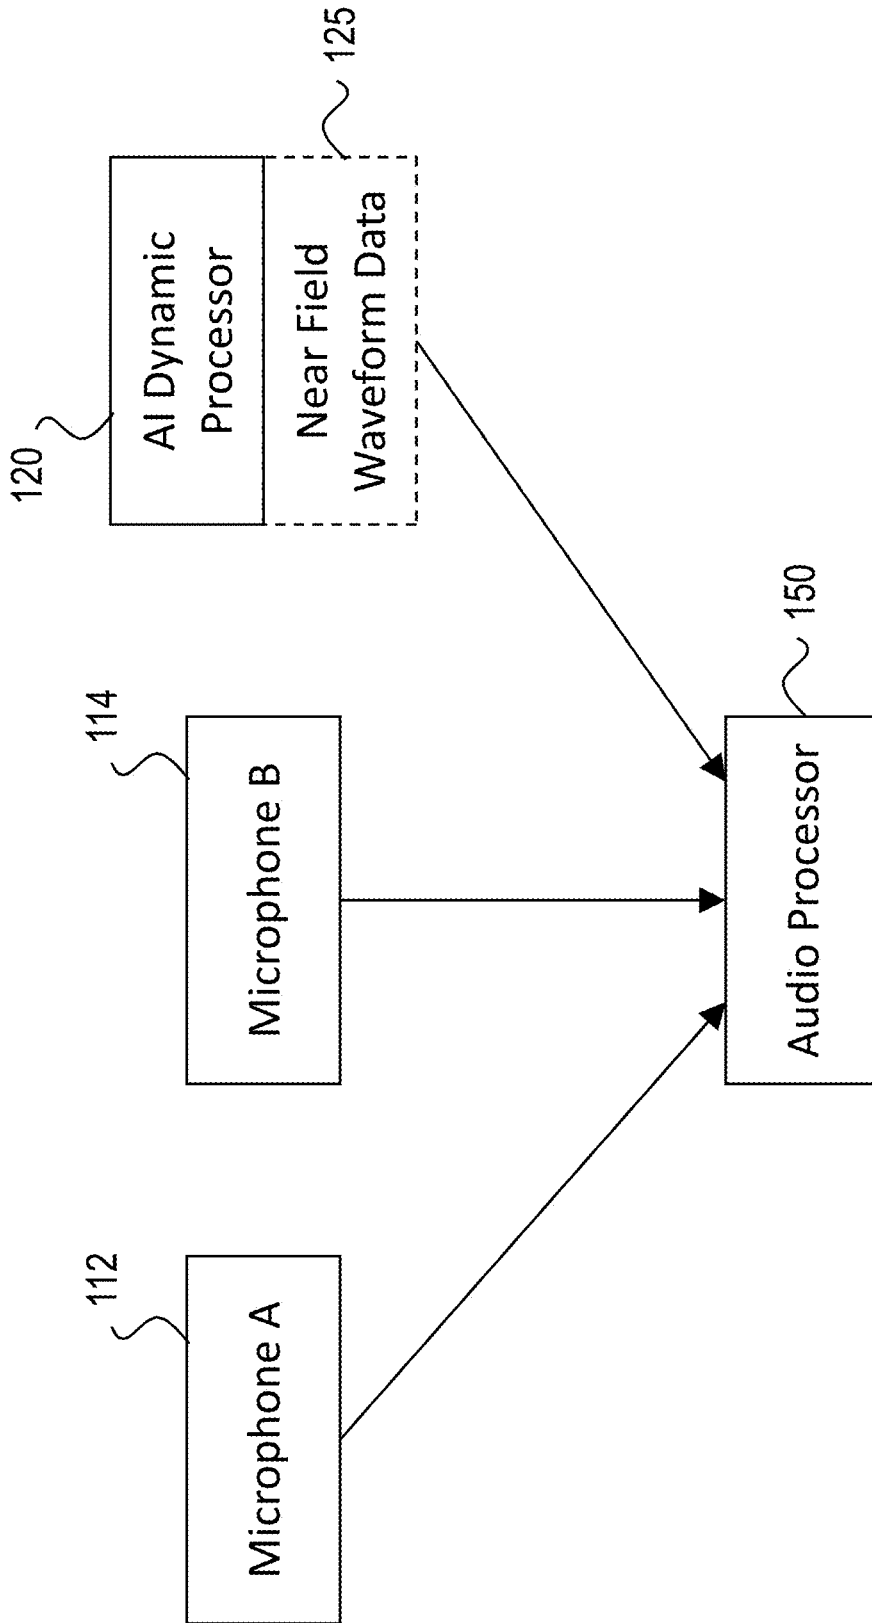 112
Microphone A
114
Microphone B
120
AI Dynamic
Processor
Near Field
Waveform Data
125
Audio Processor
150